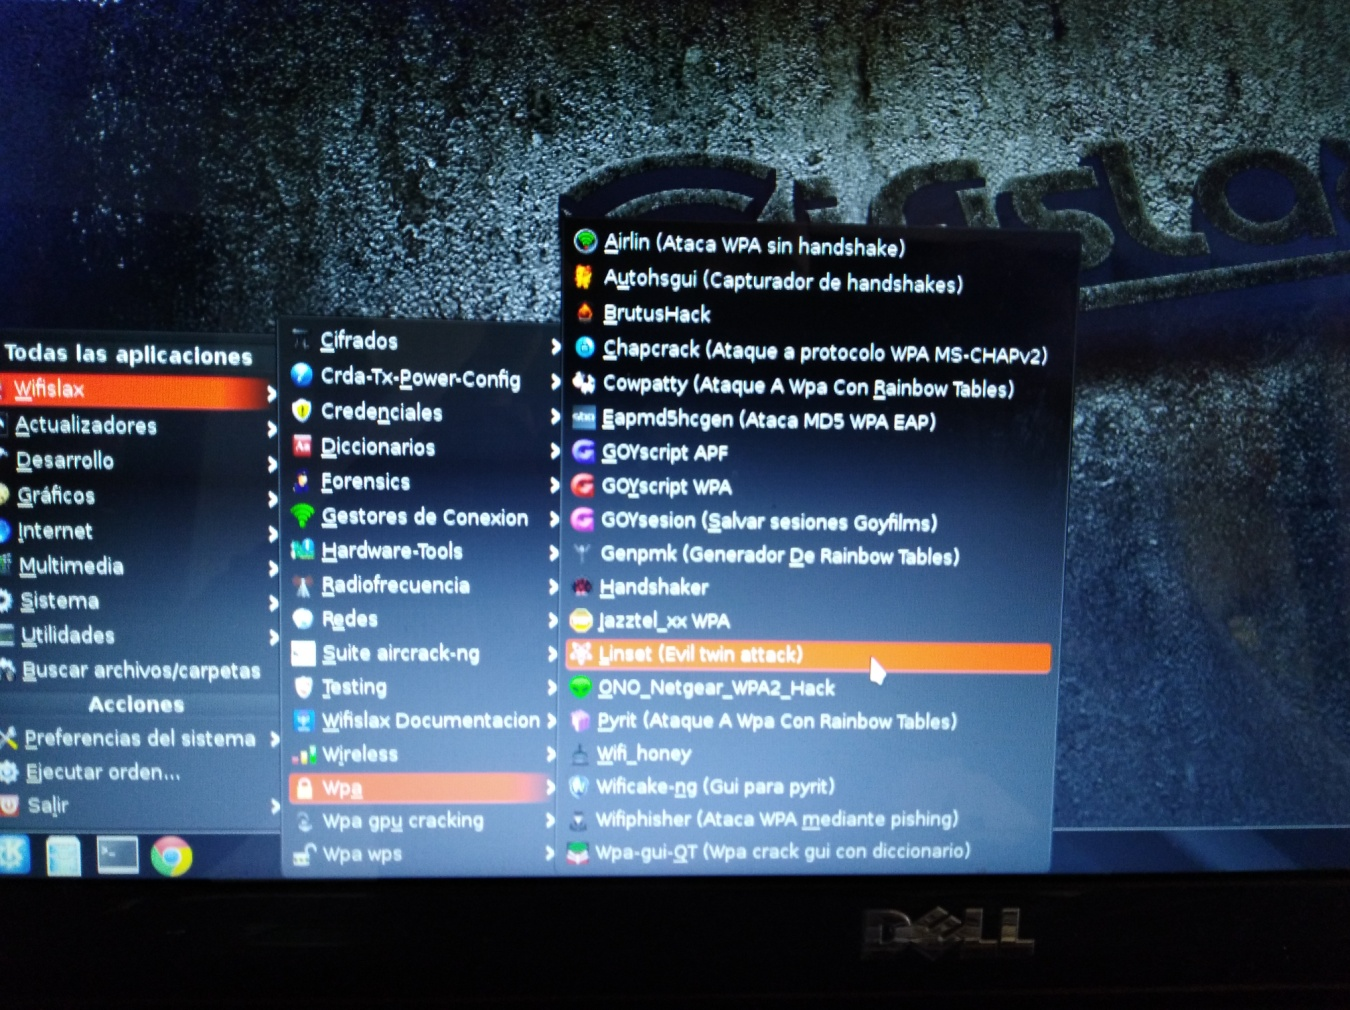 Wifislax
Todas las aplicaciones
Wifislax
Actualizadores
Desarrollo
Gráficos
Internet
Multimedia
Sistema
Utilidades
Buscar archivos/carpetas
Acciones
Preferencias del sistema
Ejecutar orden...
Salir
Cifrados
Crda-Tx-Power-Config
Credenciales
Diccionarios
Forensics
Gestores de Conexion
Hardware-Tools
Radiofrecuencia
Redes
Suite aircrack-ng
Testing
Wifislax Documentacion
Wireless
Wpa
Wpa gpu cracking
Wpa wps
Airlin (Ataca WPA sin handshake)
Autohsgui (Capturador de handshakes)
BrutusHack
Chapcrack (Ataque a protocolo WPA MS-CHAPv2)
Cowpatty (Ataque A Wpa Con Rainbow Tables)
Eapmd5hcgen (Ataca MD5 WPA EAP)
GOYscript APF
GOYscript WPA
GOYsesion (Salvar sesiones Goyfilms)
Genpmk (Generador De Rainbow Tables)
Handshaker
Jazztel_xx WPA
Linset (Evil twin attack)
ONO_Netgear_WPA2_Hack
Pyrit (Ataque A Wpa Con Rainbow Tables)
Wifi_honey
Wificake-ng (Gui para pyrit)
Wifiphisher (Ataca WPA mediante pishing)
Wpa-gui-QT (Wpa crack gui con diccionario)
DELL